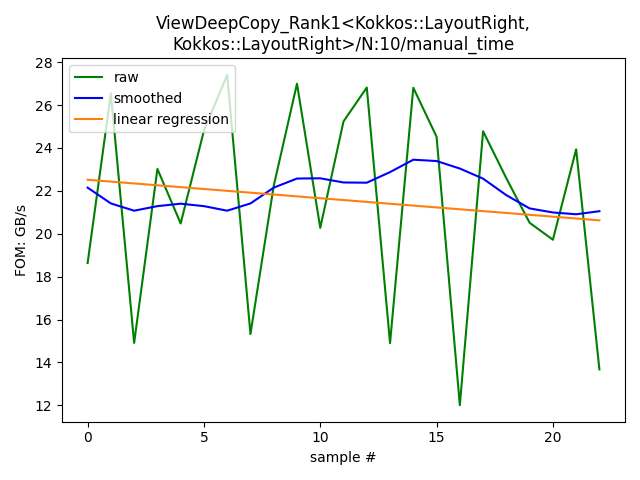 ViewDeepCopy_Rank1<Kokkos::LayoutRight,
Kokkos::LayoutRight>/N:10/manual_time
raw
smoothed
linear regression
FOM: GB/s
28
26
24
22
20
18
16
14
12
0
5
10
15
20
sample #